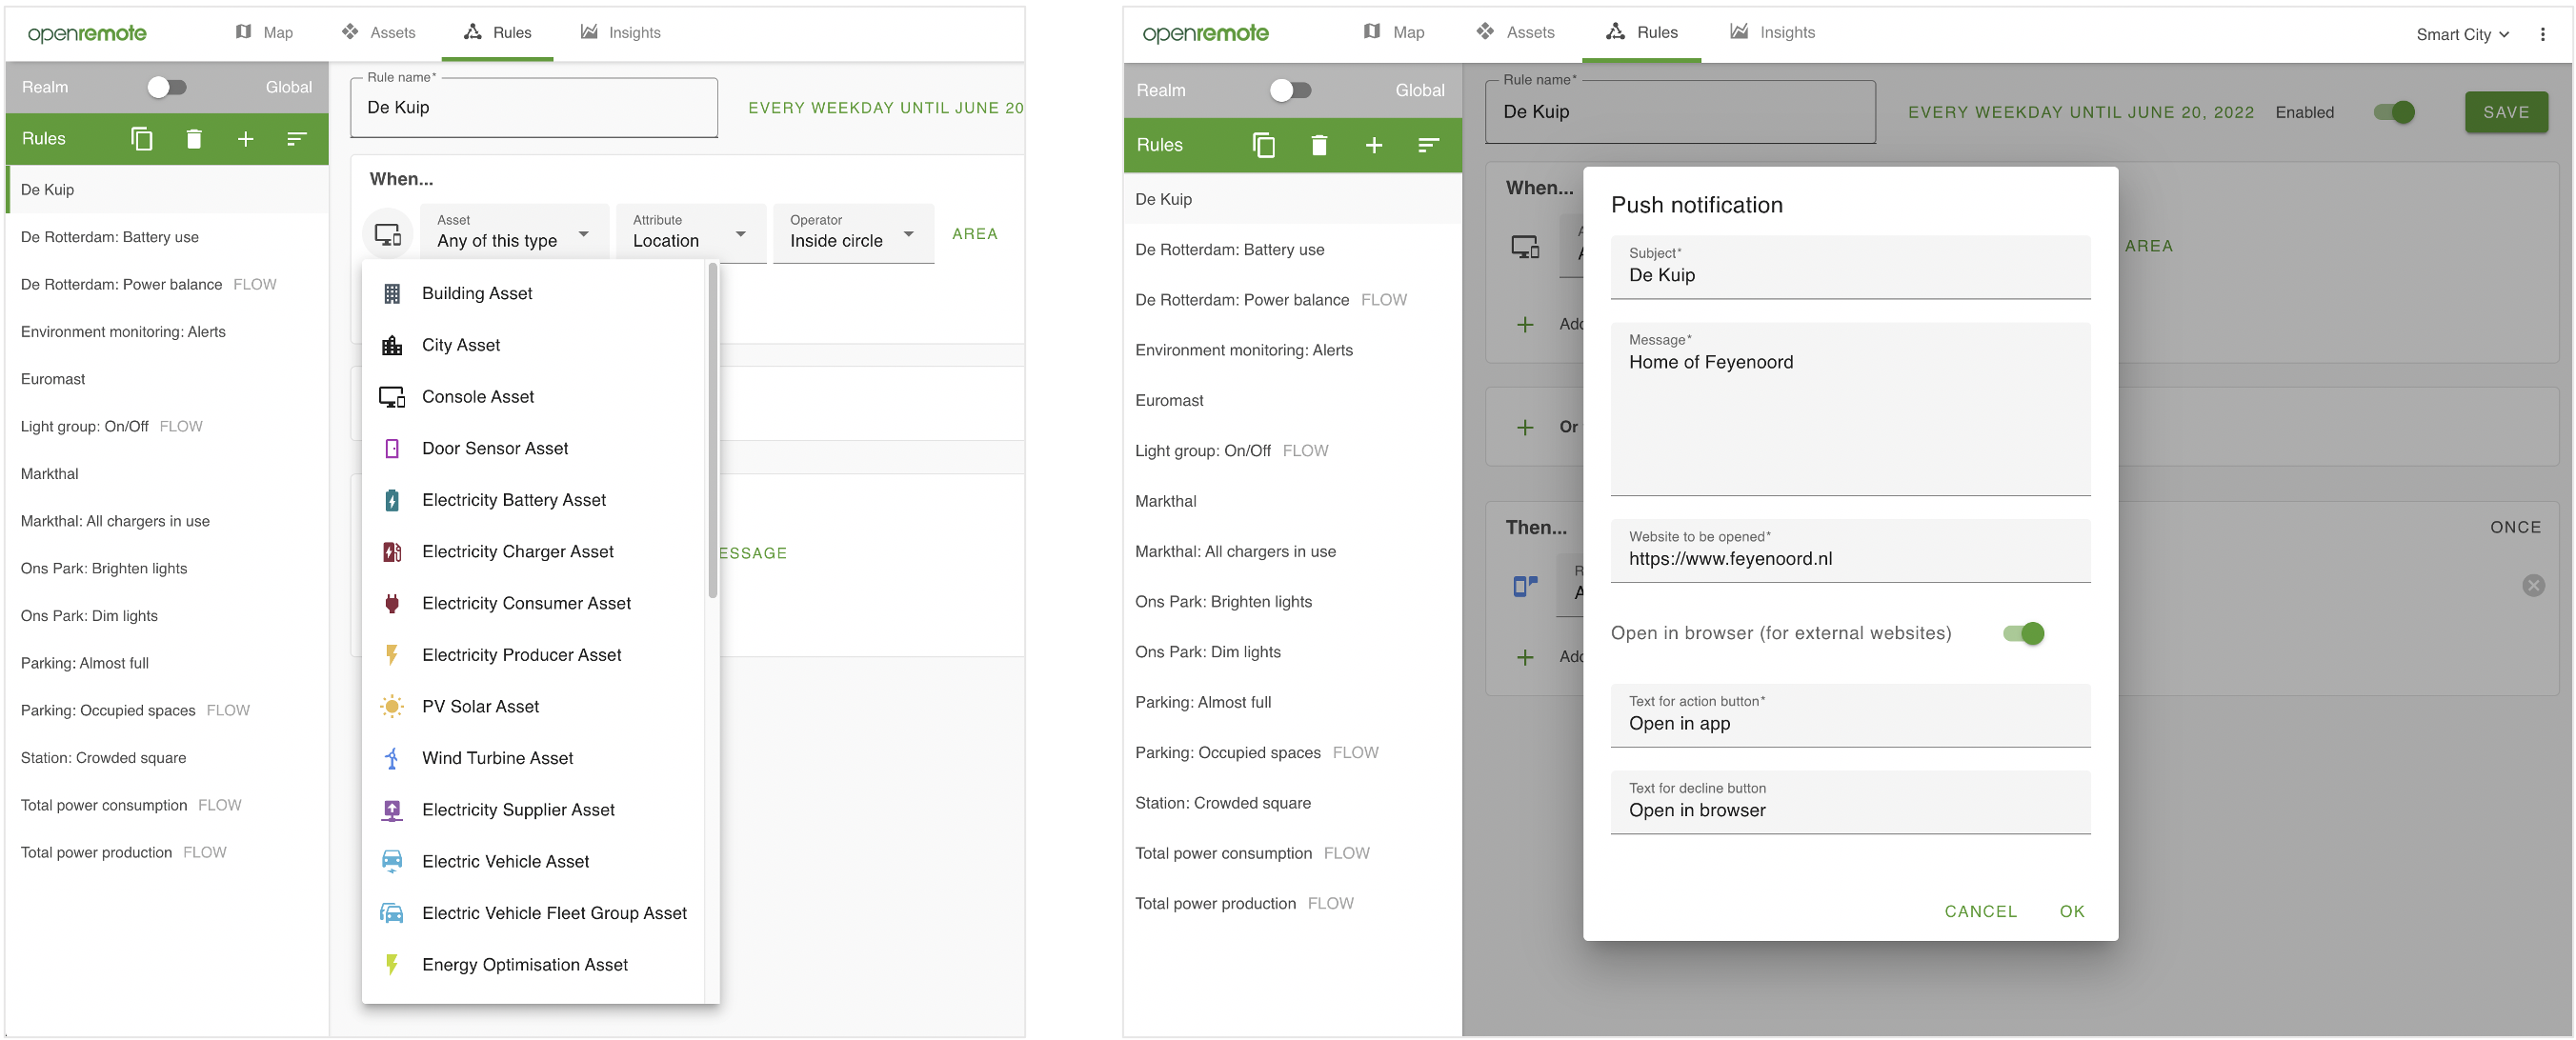 openremote
Map
Assets
Rules
Insights
Realm
Global
Rules
De Kuip
De Rotterdam: Battery use
De Rotterdam: Power balance FLOW
Environment monitoring: Alerts
Euromast
Light group: On/Off FLOW
Markthal
Markthal: All chargers in use
Ons Park: Brighten lights
Ons Park: Dim lights
Parking: Almost full
Parking: Occupied spaces FLOW
Station: Crowded square
Total power consumption FLOW
Total power production FLOW
Rule name*
De Kuip
EVERY WEEKDAY UNTIL JUNE 20
When...
Asset
Any of this type
Attribute
Location
Operator
Inside circle
AREA
Building Asset
City Asset
Console Asset
Door Sensor Asset
Electricity Battery Asset
Electricity Charger Asset
Electricity Consumer Asset
Electricity Producer Asset
PV Solar Asset
Wind Turbine Asset
Electricity Supplier Asset
Electric Vehicle Asset
Electric Vehicle Fleet Group Asset
Energy Optimisation Asset
ESSAGE
openremote
Map
Assets
Rules
Insights
Smart City
Realm
Global
Rules
De Kuip
De Rotterdam: Battery use
De Rotterdam: Power balance FLOW
Environment monitoring: Alerts
Euromast
Light group: On/Off FLOW
Markthal
Markthal: All chargers in use
Ons Park: Brighten lights
Ons Park: Dim lights
Parking: Almost full
Parking: Occupied spaces FLOW
Station: Crowded square
Total power consumption FLOW
Total power production FLOW
Rule name*
De Kuip
EVERY WEEKDAY UNTIL JUNE 20, 2022
Enabled
SAVE
When...
AREA
Add
Or
Then...
ONCE
R
A
Add
Push notification
Subject*
De Kuip
Message*
Home of Feyenoord
Website to be opened*
https://www.feyenoord.nl
Open in browser (for external websites)
Text for action button*
Open in app
Text for decline button
Open in browser
CANCEL
OK